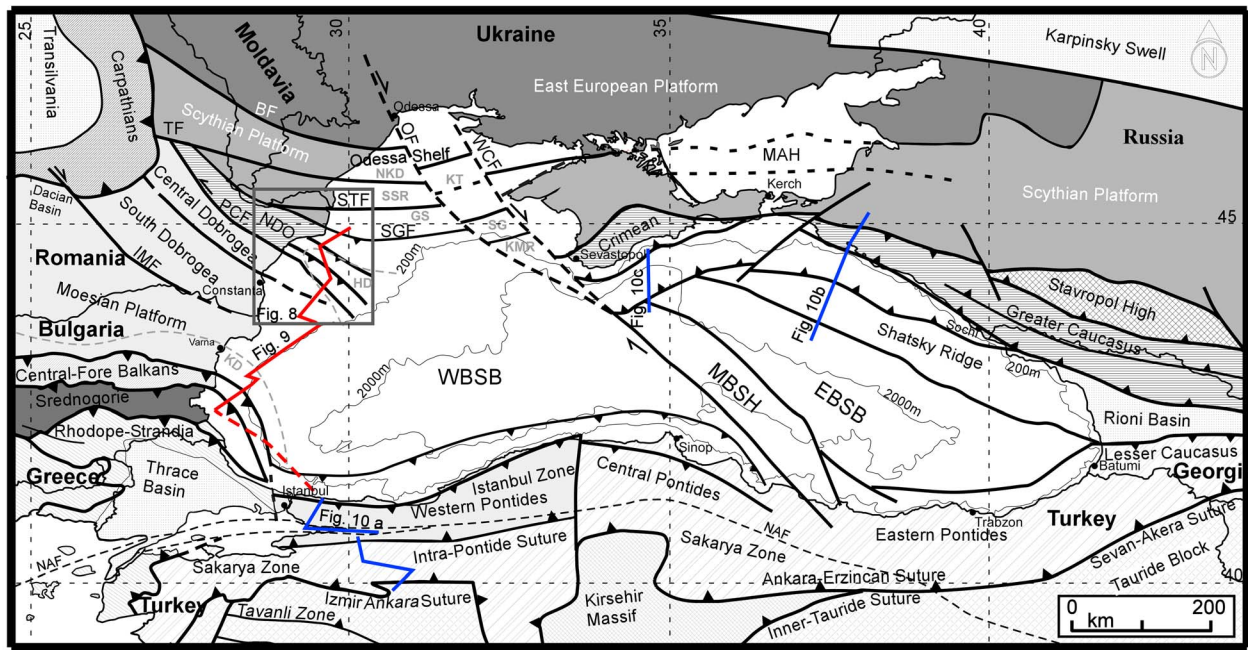 25
30
35
40
Transilvania
Carpathians
Moldavia
Ukraine
Karpinsky Swell
N
East European Platform
Scythian Platform
BF
TF
Odessa
OF
WCF
Odessa Shelf
NKD
KT
MAH
Russia
Kerch
Scythian Platform
SSR
STF
GS
SG
SGF
KMR
Crimean
Sevastopol
45
Dacian
Basin
Central Dobrogea
PCF
NDO
South Dobrogea
IMF
Romania
Constania
HD
200m
Fig. 8
Fig. 10c
Fig. 10b
Stavropol High
Greater Caucasus
Sochi
Shatsky Ridge
200m
Moesian Platform
Bulgaria
Varna
Fig. 9
KD
WBSB
2000m
MBSH
EBSB
2000m
Central-Fore Balkans
Srednogorie
Rhodope-Strandja
Rioni Basin
Lesser Caucasus
Batumi
Georgi
Greece
Thrace
Basin
Istanbul
Istanbul Zone
Western Pontides
Sinop
Central Pontides
Fig. 10 a
Trabzon
Turkey
Eastern Pontides
NAF
NAF
Sakarya Zone
Intra-Pontide Suture
Sakarya Zone
Sevan-Akera Suture
Tauride Block
Ankara-Erzincan Suture
40
Turkey
Izmir Ankara Suture
Tavanli Zone
Kirsehir
Massif
Inner-Tauride Suture
0 200
km